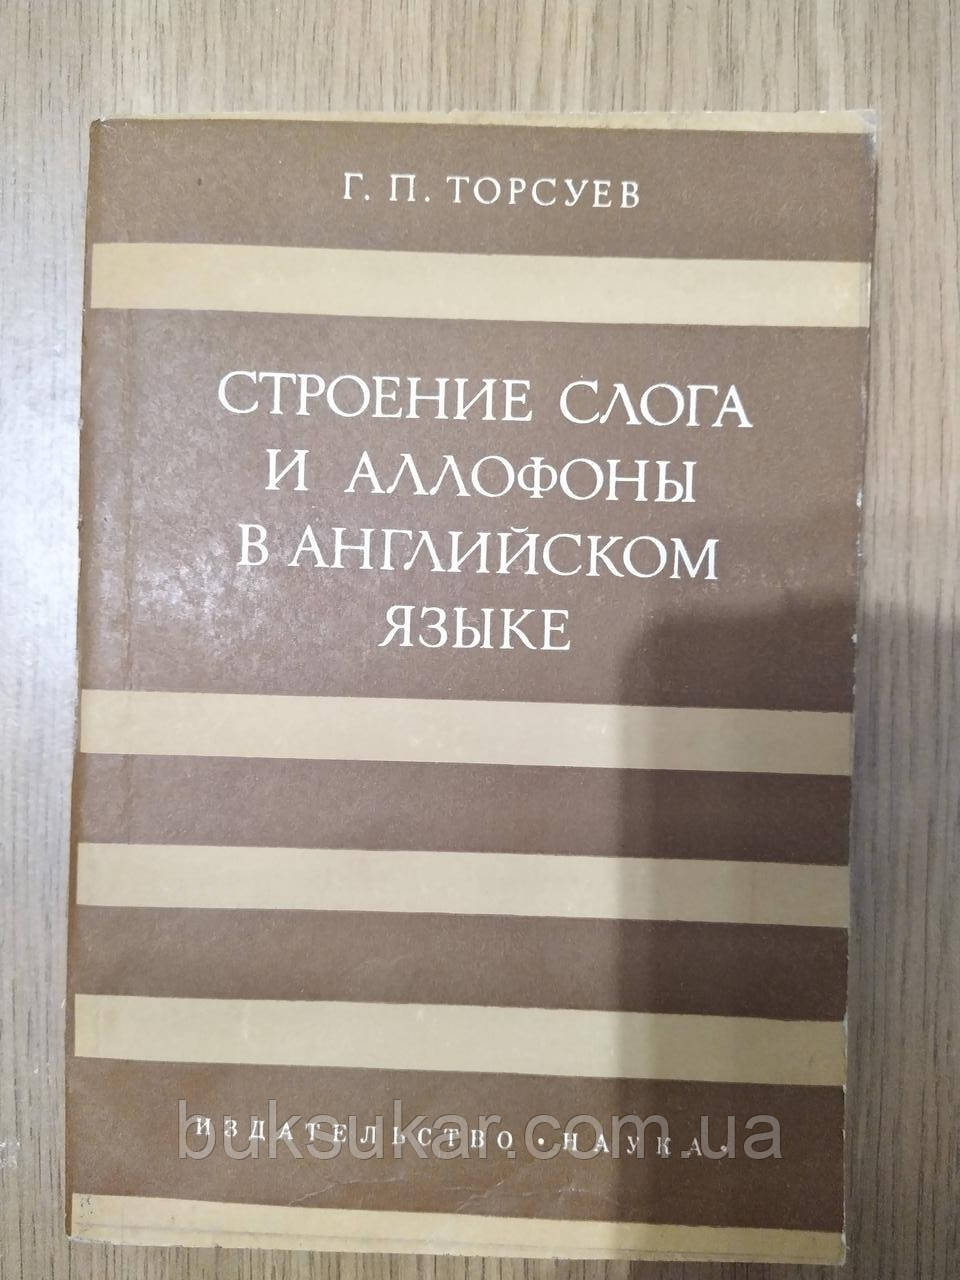 Г. П. ТОРСУЕВ
СТРОЕНИЕ СЛОГА
И АЛЛОФОНЫ
В АНГЛИЙСКОМ
ЯЗЫКЕ
ИЗДАТЕЛЬСТВО • НАУКА •
buksukar.com.ua